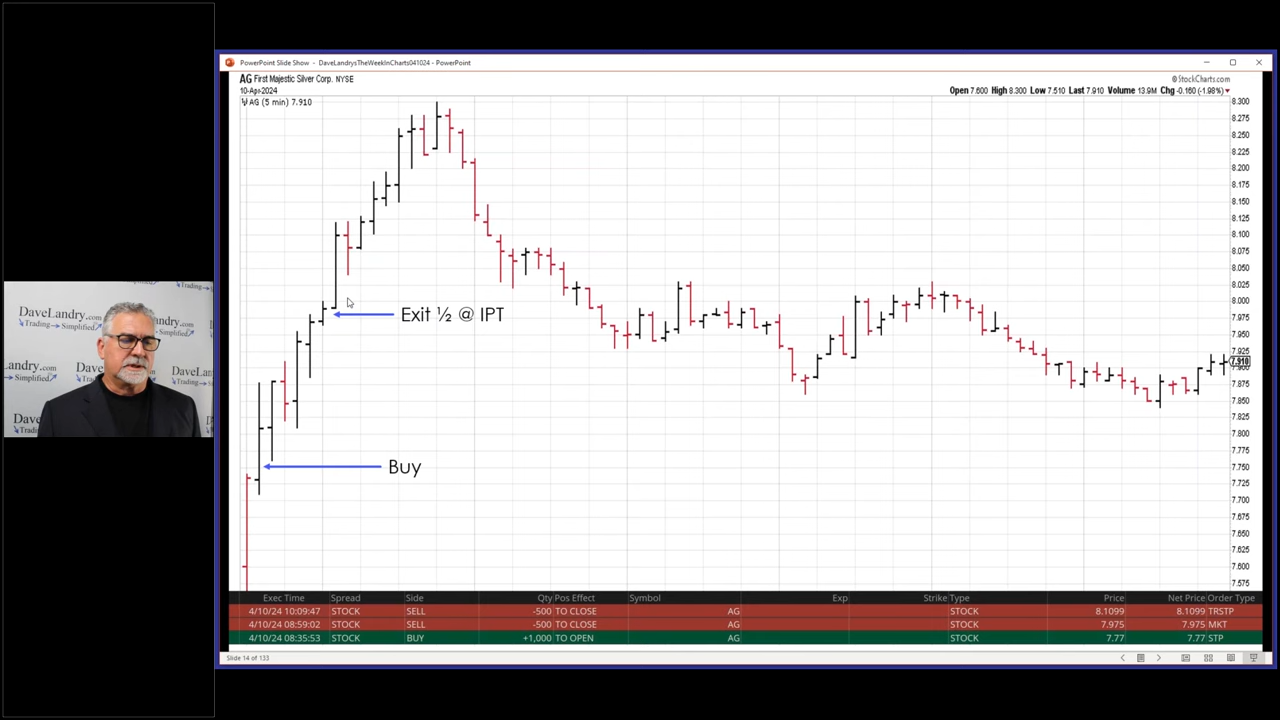 PowerPoint Slide Show - DaveLandrysTheWeekInCharts041024 - PowerPoint
AG First Majestic Silver Corp. NYSE
© StockCharts.com
10-Apr-2024
Open 7.600 High 8.300 Low 7.510 Last 7.910 Volume 13.9M Chg -0.160 (-1.98%)
AG (5 min) 7.910
8.300
8.275
8.250
8.225
8.200
8.175
8.150
8.125
8.100
8.075
8.050
8.025
8.000
7.975
7.950
7.925
7.910
7.875
7.850
7.825
7.800
7.775
7.750
7.725
7.700
7.675
7.650
7.625
7.600
7.575
Exit ½ @ IPT
Buy
DaveLandry.com
Trading Simplified
Landry.com
Simplified
Exec Time Spread Side Qty Pos Effect Symbol Exp Strike Type Price Net Price Order Type
4/10/24 10:09:47 STOCK SELL -500 TO CLOSE AG STOCK 8.1099 8.1099 TRSTP
4/10/24 08:59:02 STOCK SELL -500 TO CLOSE AG STOCK 7.975 7.975 MKT
4/10/24 08:35:53 STOCK BUY +1,000 TO OPEN AG STOCK 7.77 7.77 STP
Slide 14 of 133